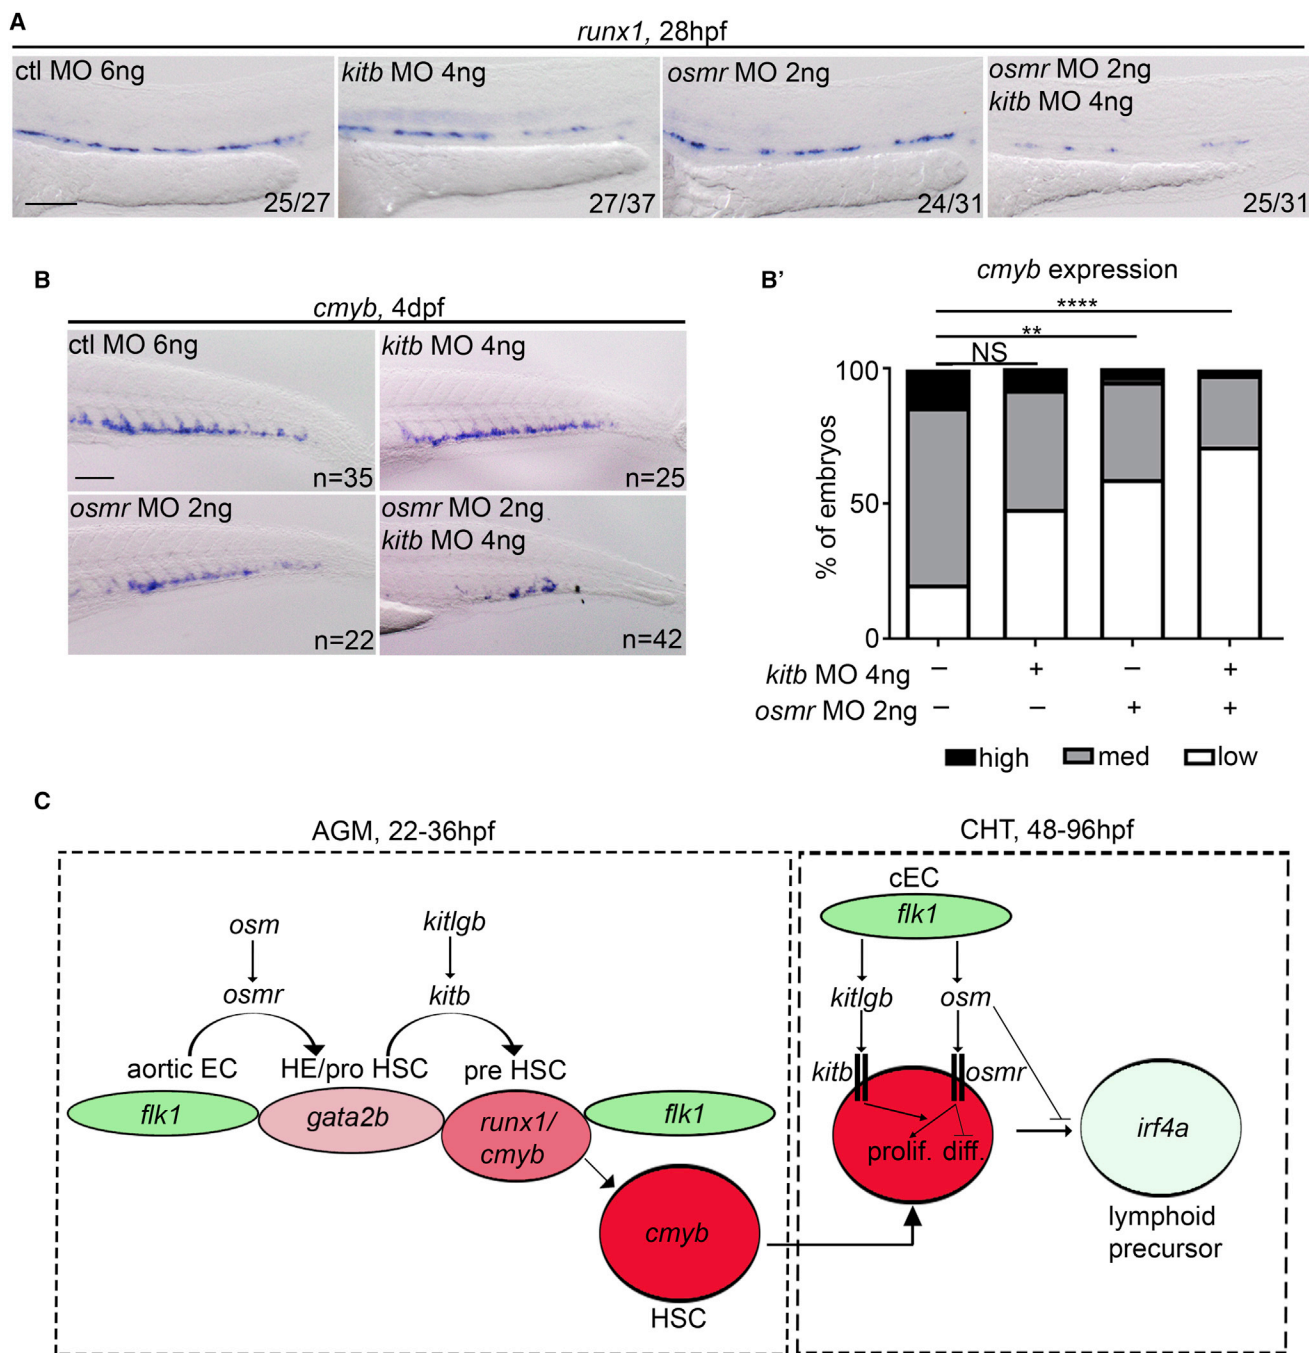 A
runx1, 28hpf
ctl MO 6ng
25/27
kitb MO 4ng
27/37
osmr MO 2ng
24/31
osmr MO 2ng
kitb MO 4ng
25/31
B
cmyb, 4dpf
ctl MO 6ng
n=35
kitb MO 4ng
n=25
osmr MO 2ng
n=22
osmr MO 2ng
kitb MO 4ng
n=42
B'
cmyb expression
****
**
NS
100
50
0
% of embryos
kitb MO 4ng – + – +
osmr MO 2ng – – + +
high med low
C
AGM, 22-36hpf
osm
kitlgb
osmr
kitb
aortic EC
HE/pro HSC
pre HSC
flk1
gata2b
runx1/
cmyb
flk1
cmyb
HSC
CHT, 48-96hpf
cEC
flk1
kitlgb
osm
kitb
osmr
prolif. diff.
irf4a
lymphoid
precursor